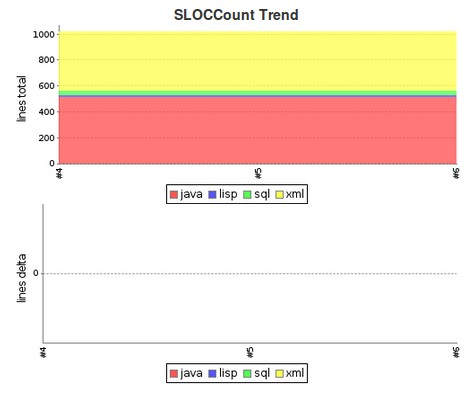 SLOCCount Trend
lines total
1000
800
600
400
200
0
#4 #5 #6
java lisp sql xml
lines delta
0
#4 #5 #6
java lisp sql xml